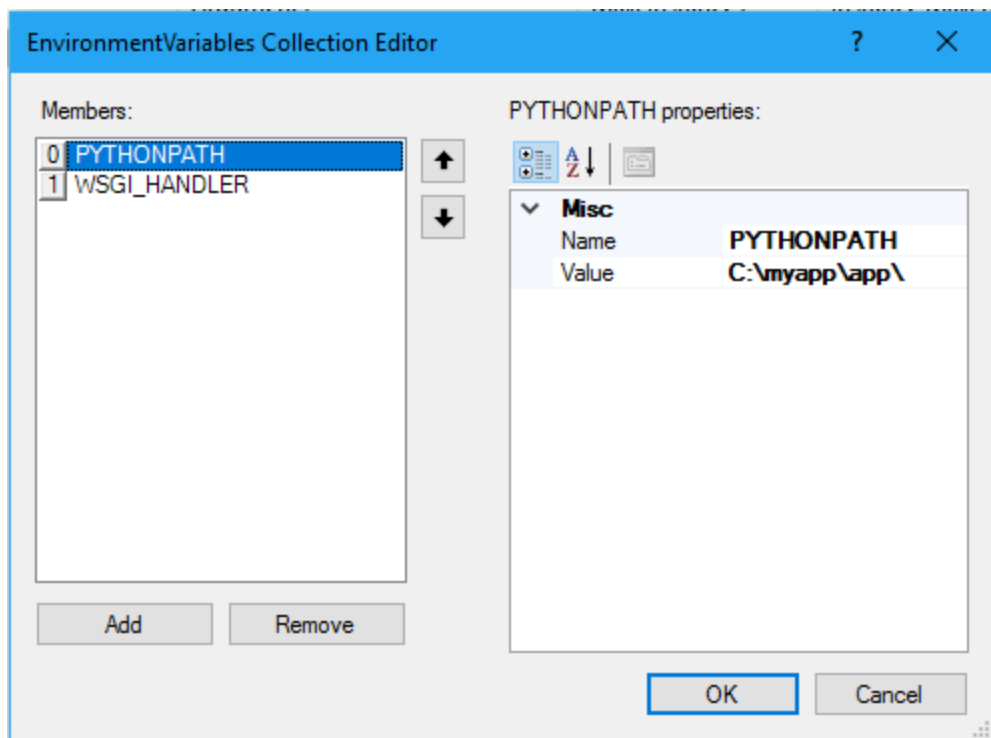 EnvironmentVariables Collection Editor
Members:
0 PYTHONPATH
1 WSGI_HANDLER
Add
Remove
PYTHONPATH properties:
Misc
Name PYTHONPATH
Value C:\myapp\app\
OK
Cancel